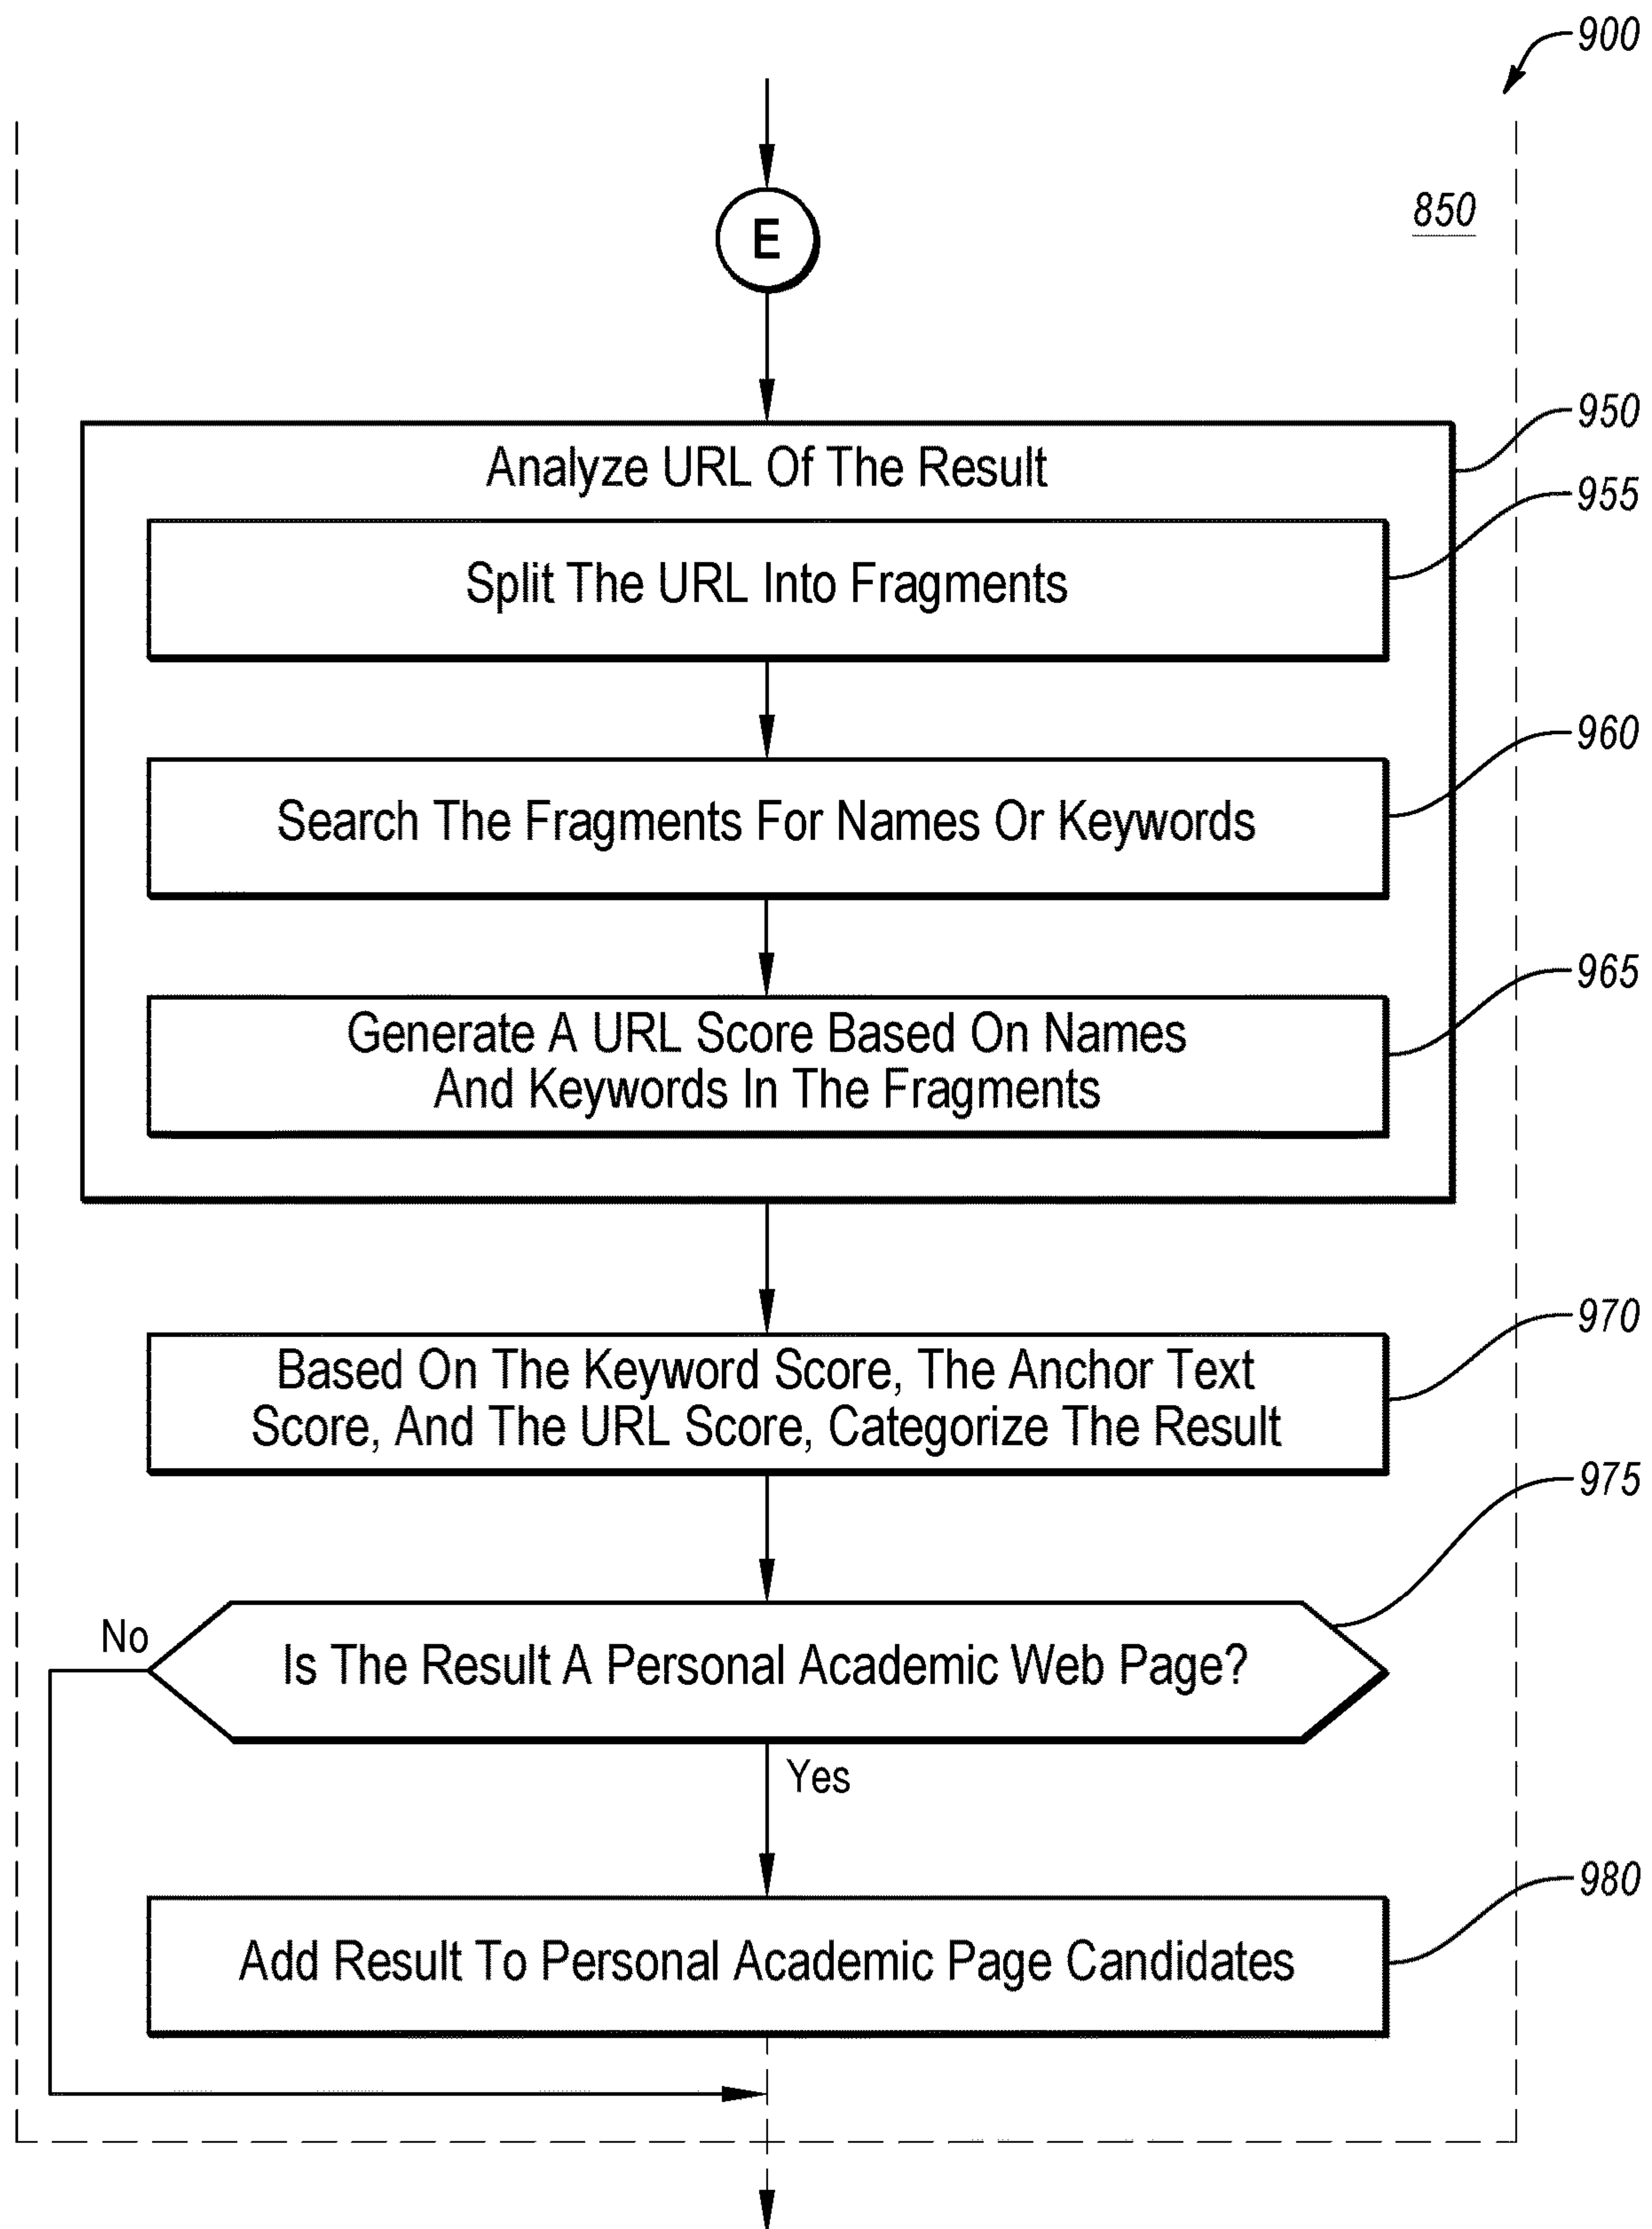 900
E
850
950
Analyze URL Of The Result
955
Split The URL Into Fragments
960
Search The Fragments For Names Or Keywords
965
Generate A URL Score Based On Names
And Keywords In The Fragments
970
Based On The Keyword Score, The Anchor Text
Score, And The URL Score, Categorize The Result
975
No
Is The Result A Personal Academic Web Page?
Yes
980
Add Result To Personal Academic Page Candidates